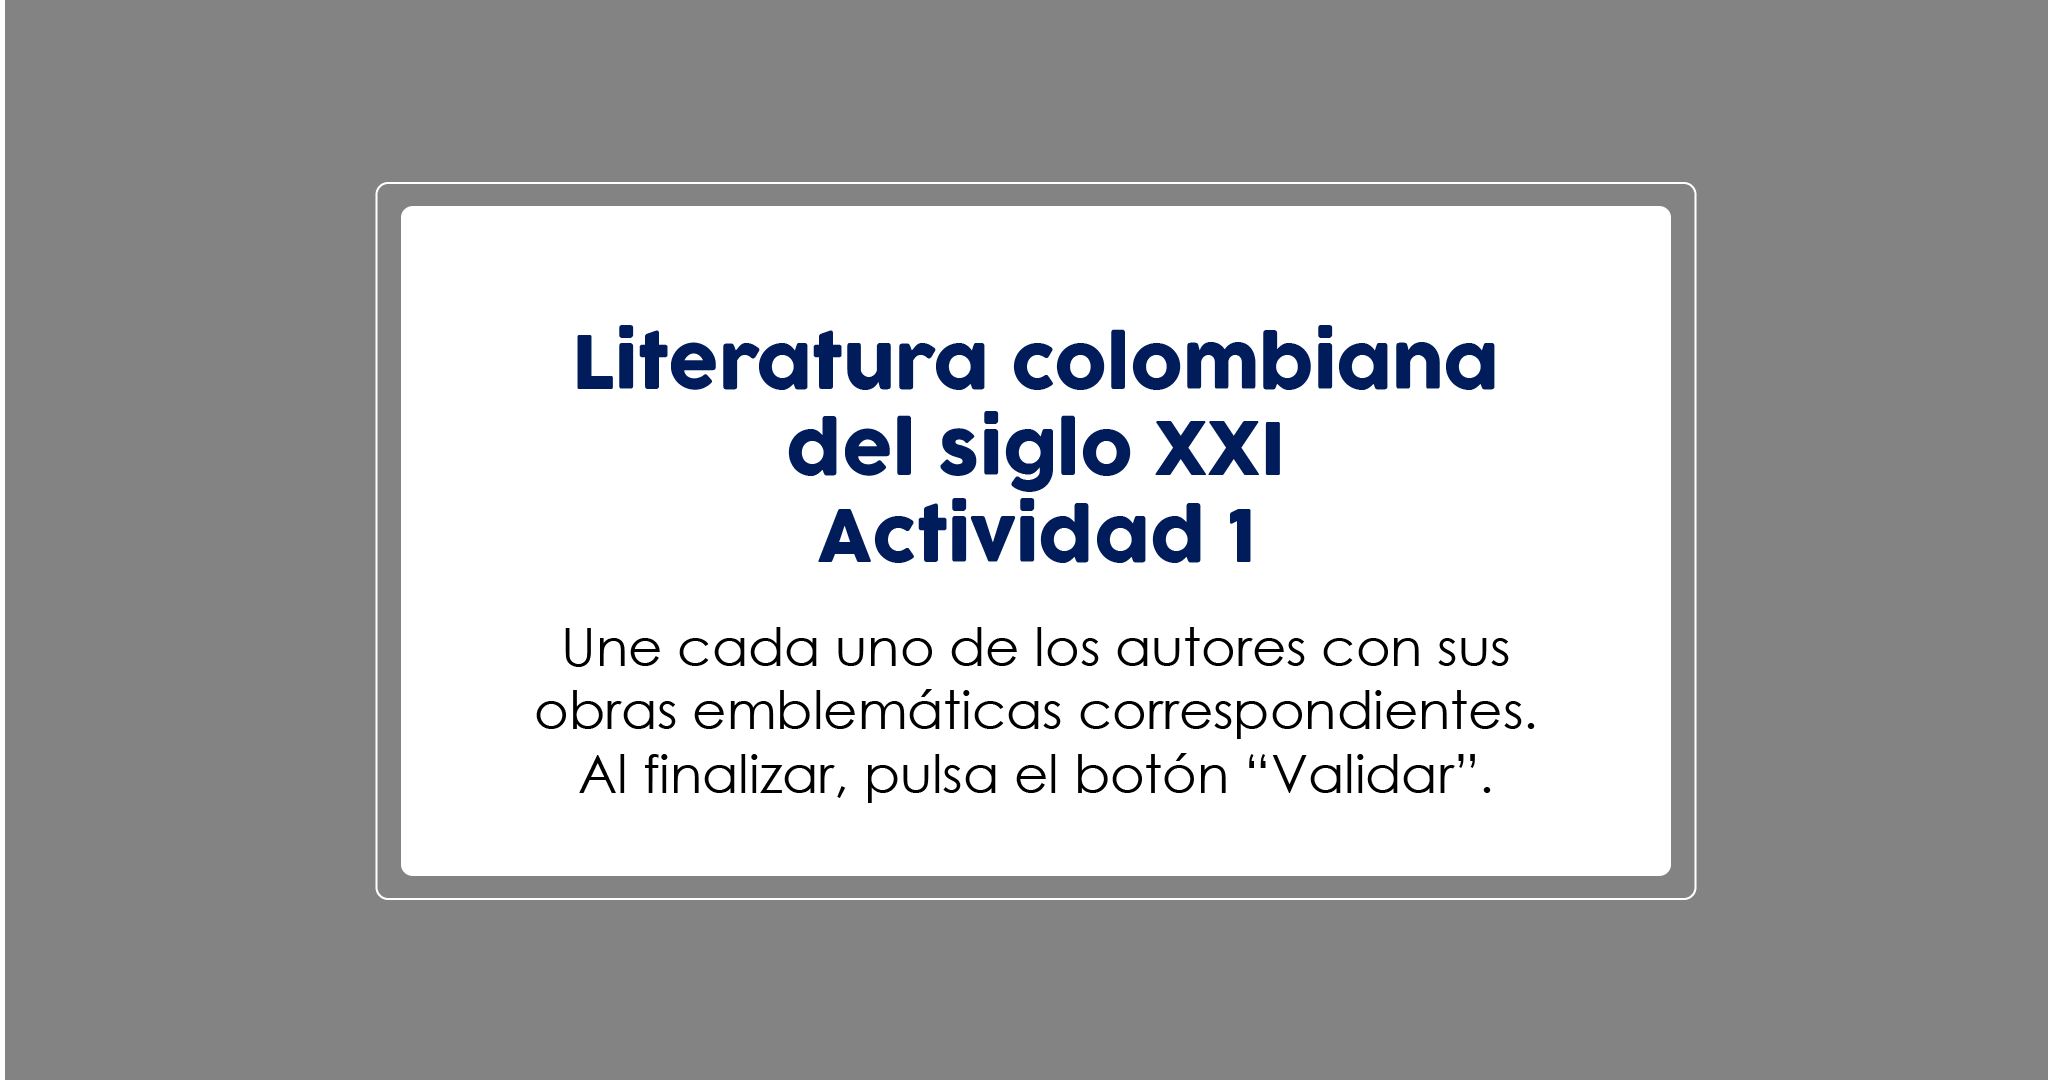 Literatura colombiana
del siglo XXI
Actividad 1
Une cada uno de los autores con sus
obras emblemáticas correspondientes.
Al finalizar, pulsa el botón “Validar”.